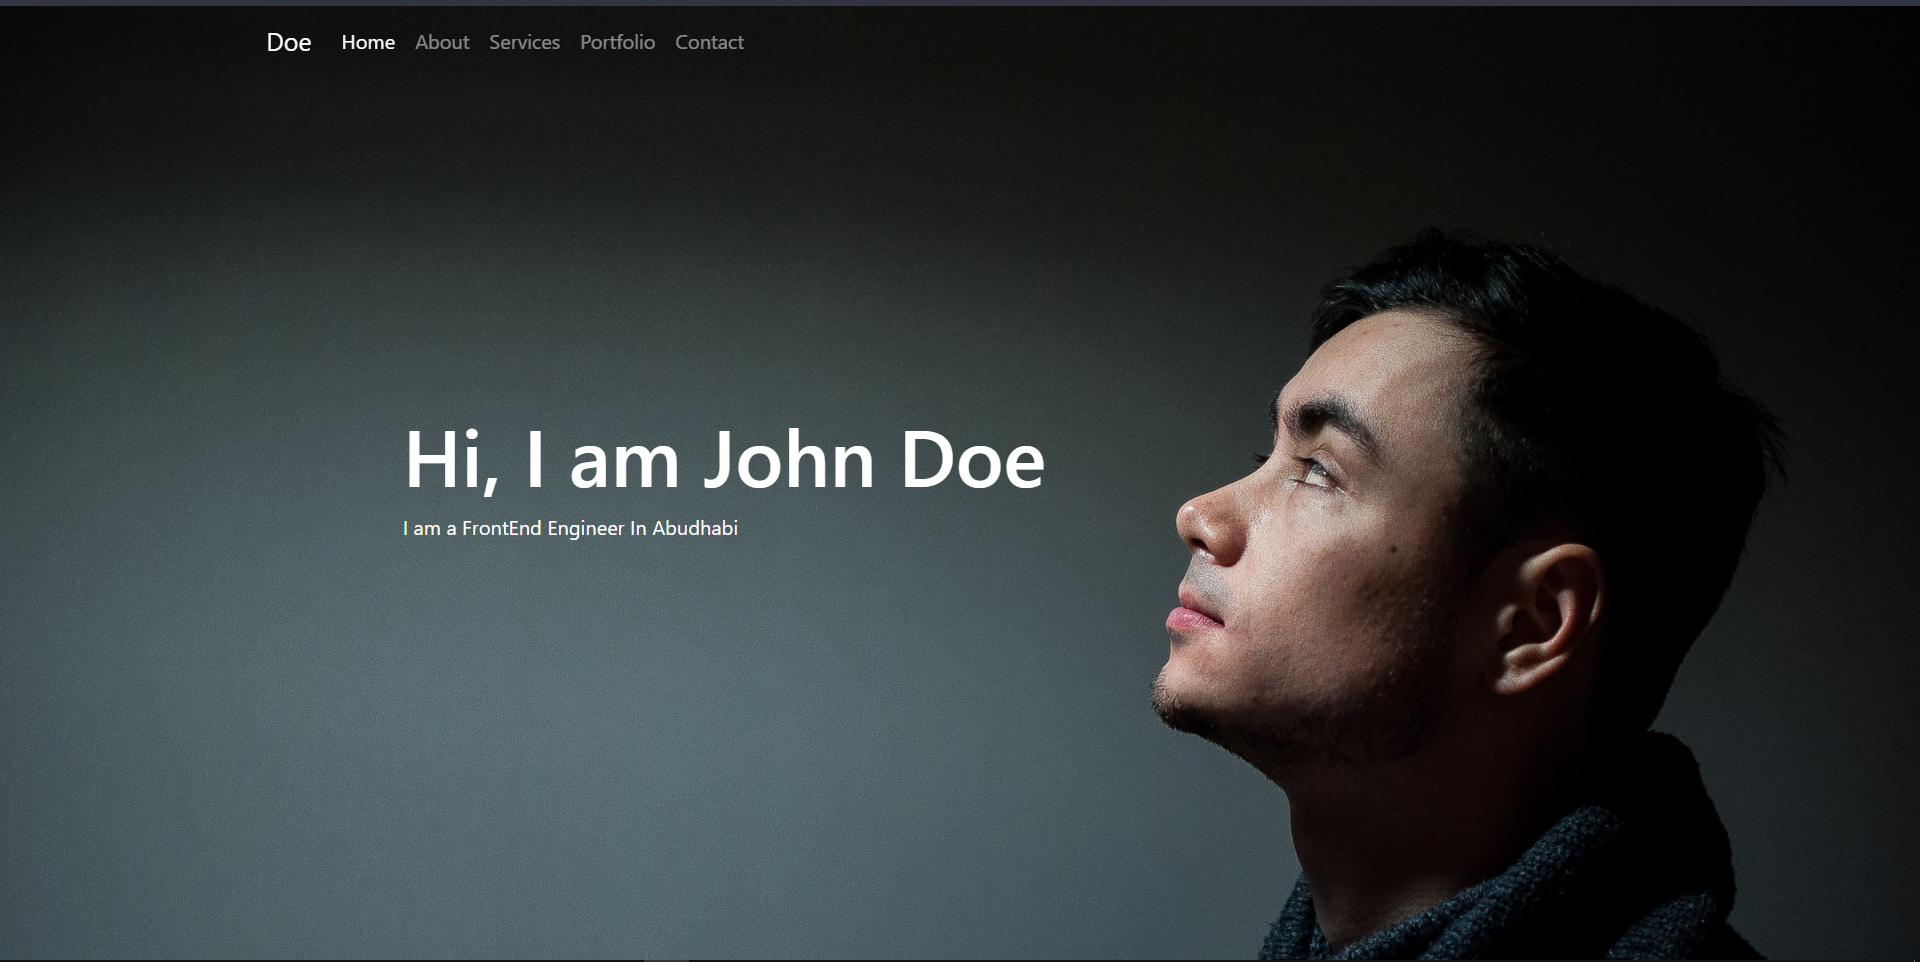 Doe Home About Services Portfolio Contact
Hi, I am John Doe
I am a FrontEnd Engineer In Abudhabi